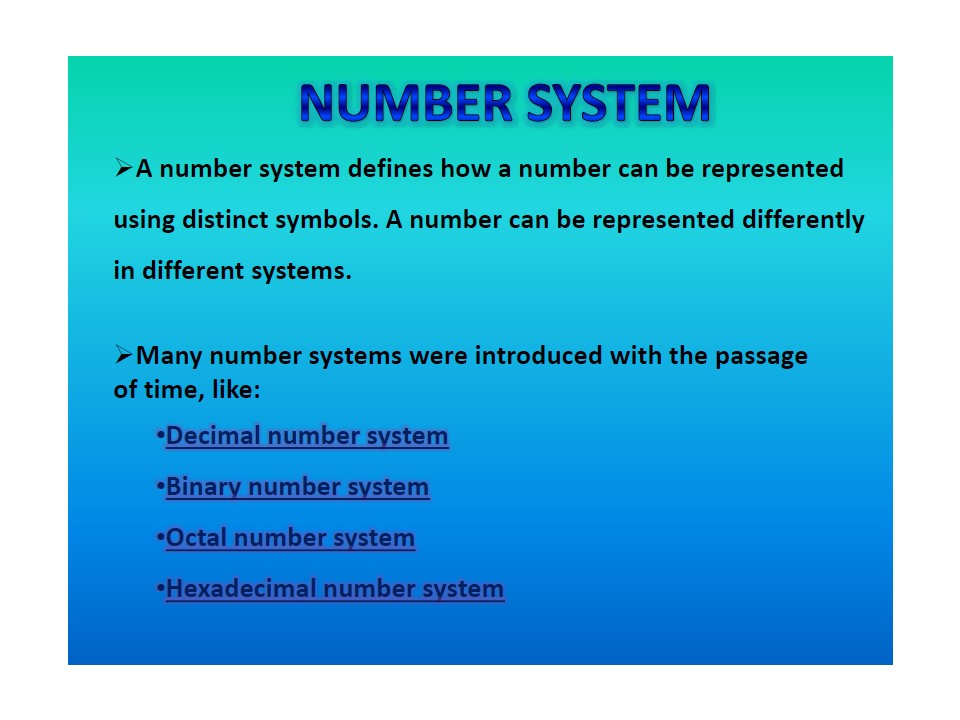 NUMBER SYSTEM
➢A number system defines how a number can be represented
using distinct symbols. A number can be represented differently
in different systems.
➢Many number systems were introduced with the passage
of time, like:
•Decimal number system
•Binary number system
•Octal number system
•Hexadecimal number system